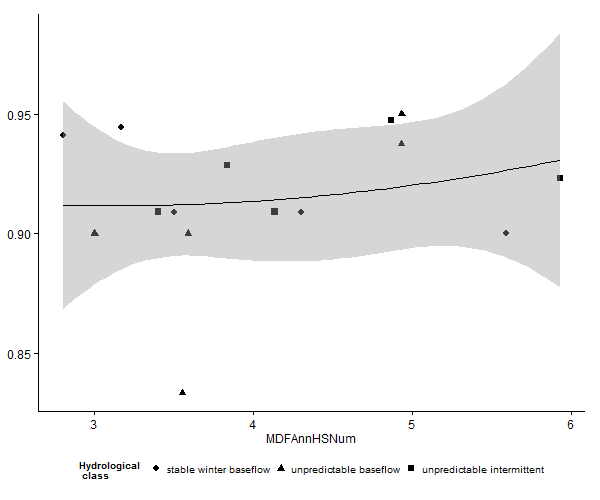 0.95
0.90
0.85
3 4 5 6
MDFAnnHSNum
Hydrological
class
stable winter baseflow unpredictable baseflow unpredictable intermittent